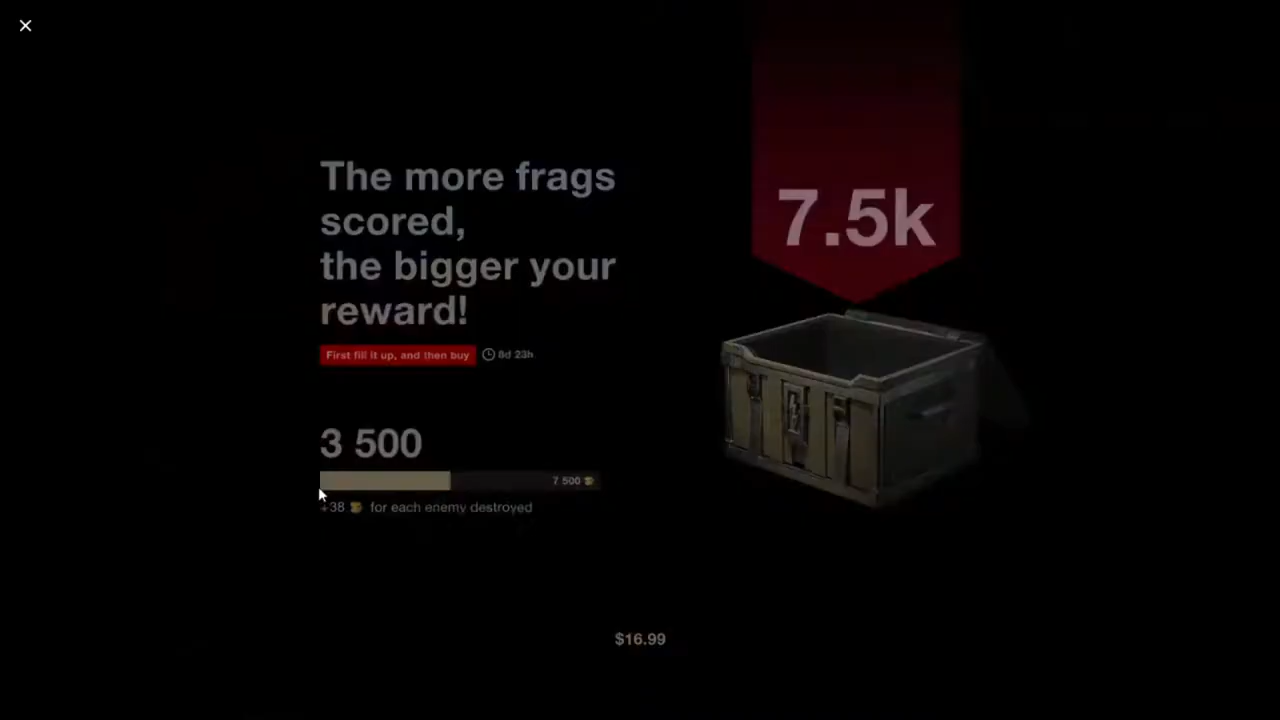 7.5k
The more frags
scored,
the bigger your
reward!
First fill it up, and then buy 8d 23h
3 500
7 500
+38 for each enemy destroyed
$16.99